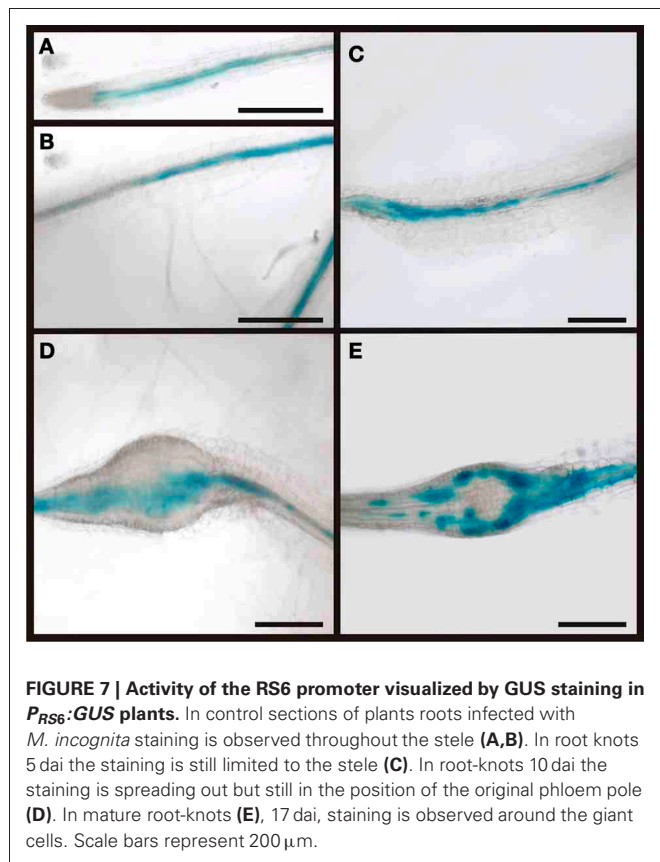 A
B
C
D
E
FIGURE 7 | Activity of the RS6 promoter visualized by GUS staining in
P_RS6:GUS plants. In control sections of plants roots infected with
M. incognita staining is observed throughout the stele (A,B). In root knots
5 dai the staining is still limited to the stele (C). In root-knots 10 dai the
staining is spreading out but still in the position of the original phloem pole
(D). In mature root-knots (E), 17 dai, staining is observed around the giant
cells. Scale bars represent 200 μm.